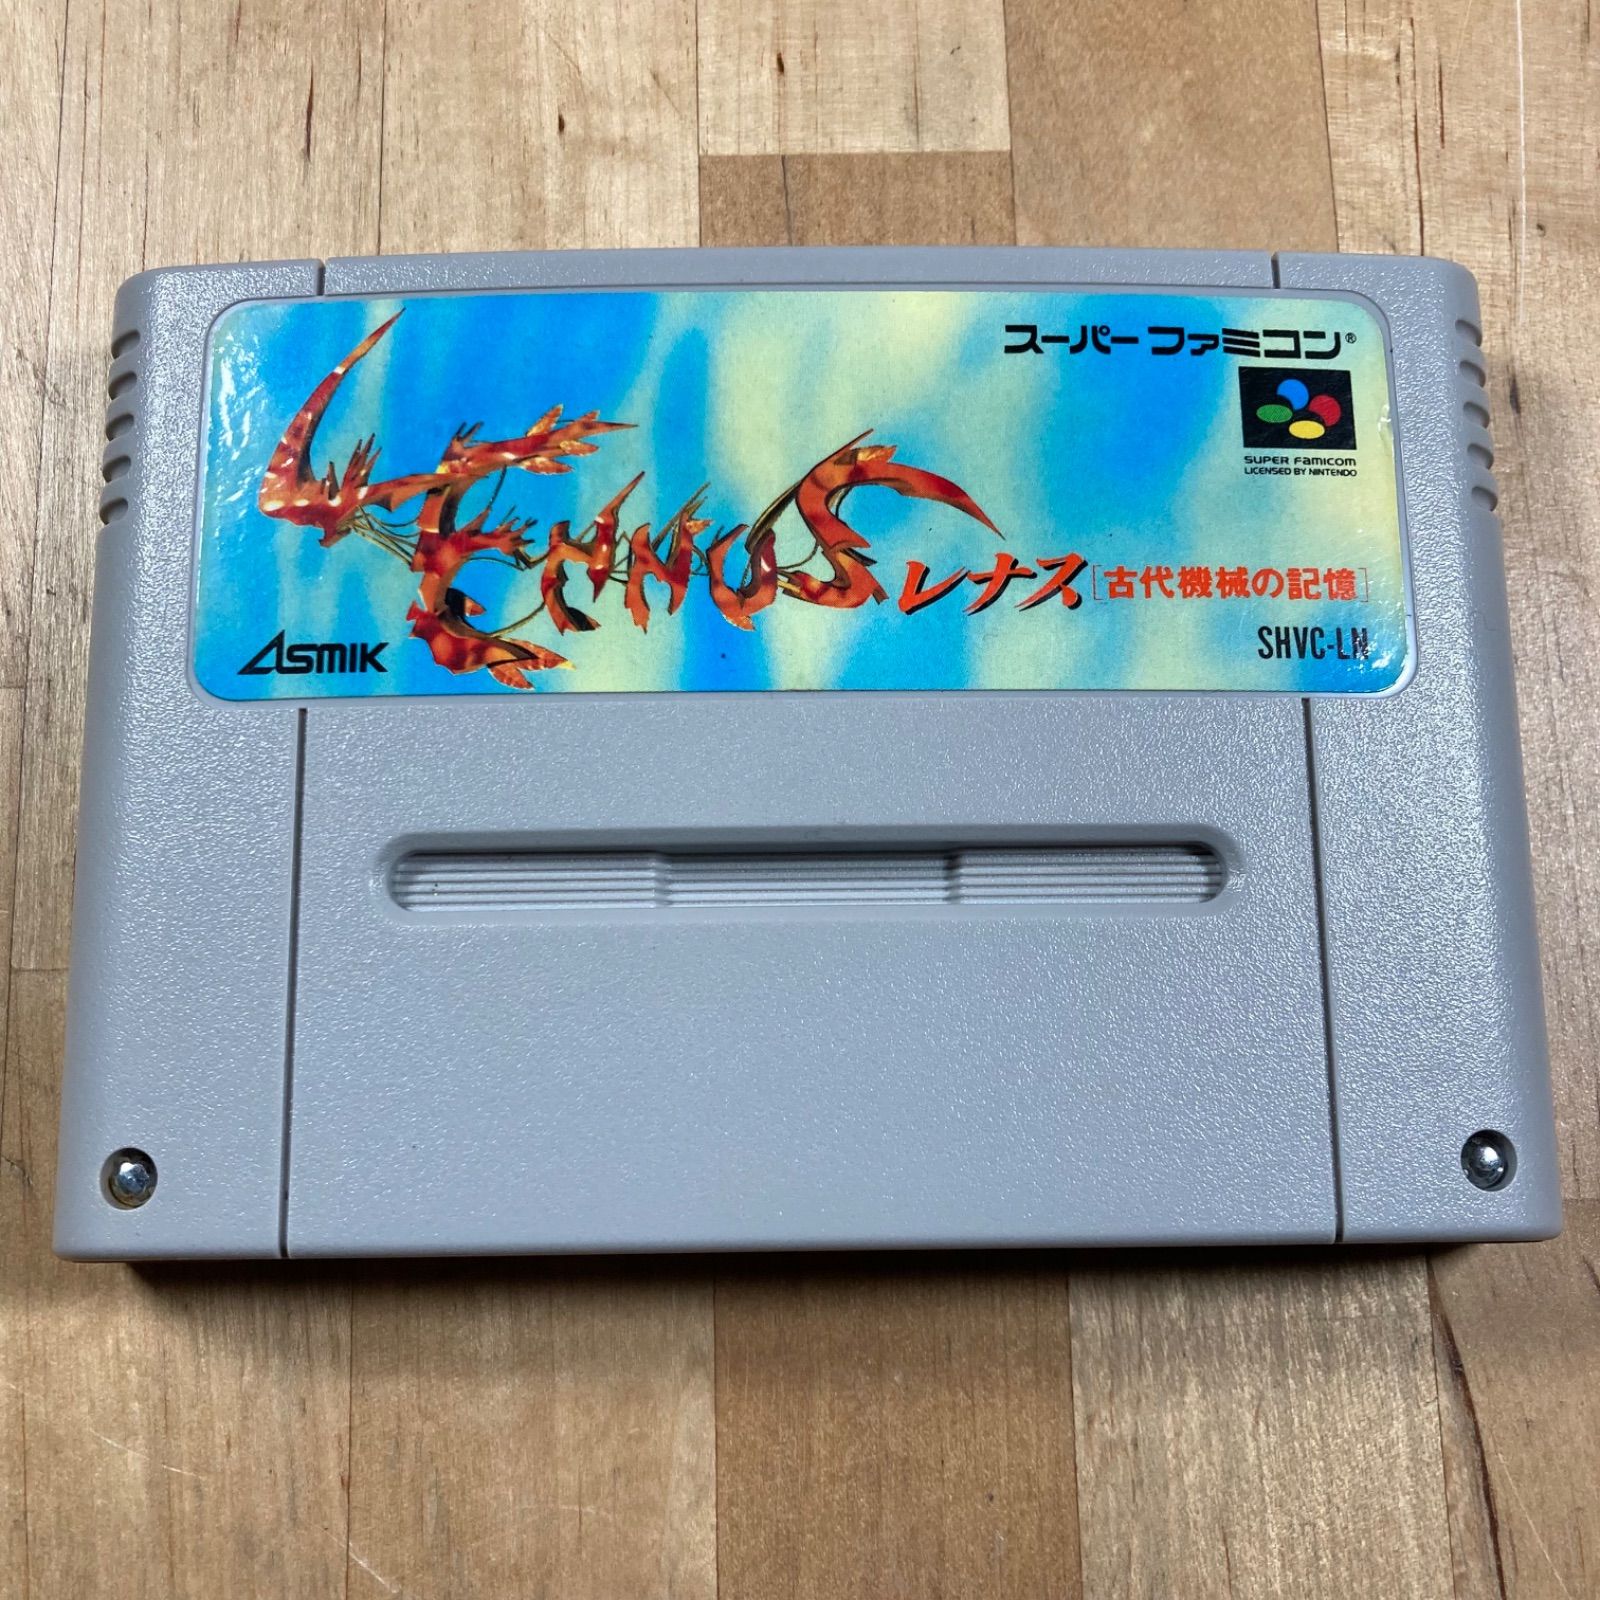 スーパーファミコン®
SUPER FAMICOM
LICENSED BY NINTENDO
LENNUS
レナス[古代機械の記憶]
ASMIK
SHVC-LN